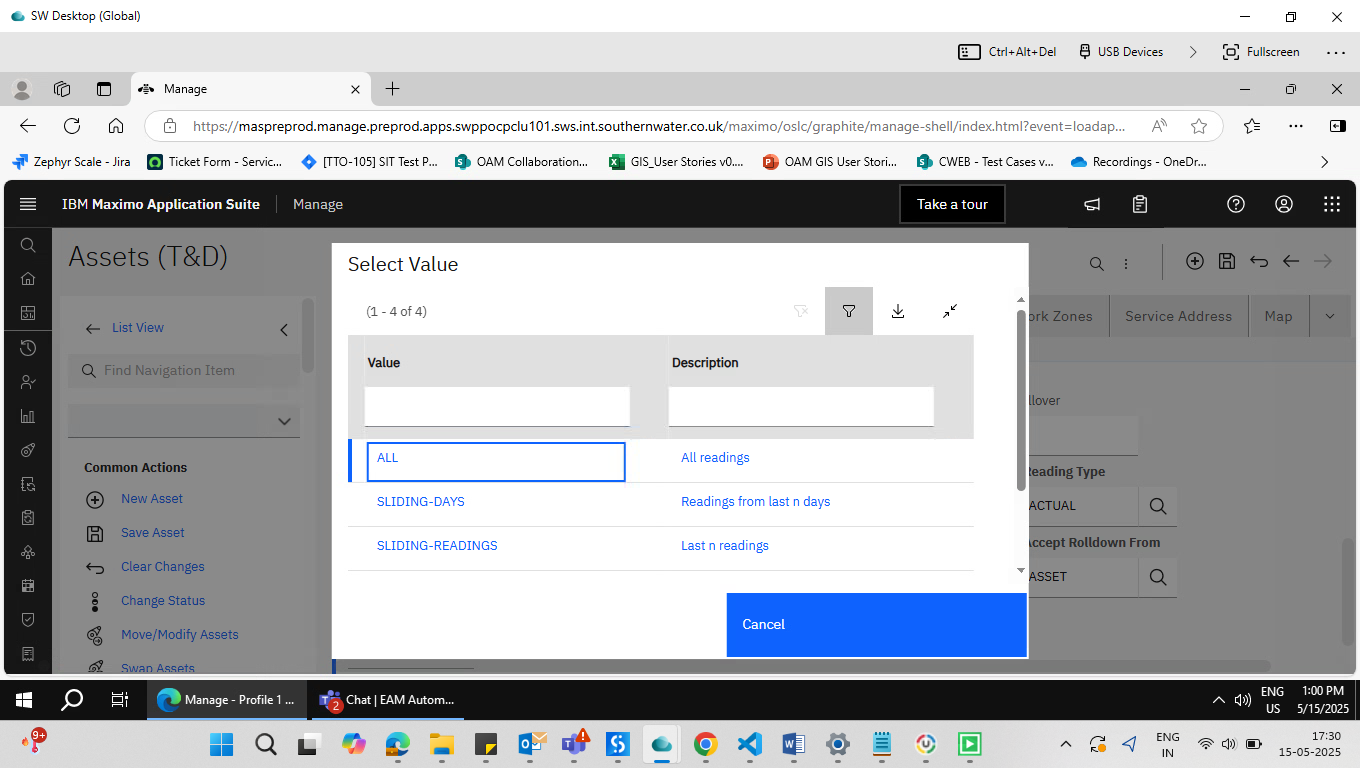 SW Desktop (Global)
Ctrl+Alt+Del
USB Devices
Fullscreen
Manage
https://maspreprod.manage.preprod.apps.swppocpclu101.sws.int.southernwater.co.uk/maximo/oslc/graphite/manage-shell/index.html?event=loadap...
Zephyr Scale - Jira
Ticket Form - Servic...
[TTO-105] SIT Test P...
OAM Collaboration...
GIS_User Stories v0....
OAM GIS User Stori...
CWEB - Test Cases v...
Recordings - OneDr...
IBM Maximo Application Suite
Manage
Take a tour
Assets (T&D)
List View
Find Navigation Item
Common Actions
New Asset
Save Asset
Clear Changes
Change Status
Move/Modify Assets
Swap Assets
Select Value
(1 - 4 of 4)
Value
Description
ALL
All readings
SLIDING-DAYS
Readings from last n days
SLIDING-READINGS
Last n readings
Cancel
ork Zones
Service Address
Map
llover
Reading Type
ACTUAL
Accept Rolldown From
ASSET
Manage - Profile 1 ...
2
Chat | EAM Autom...
ENG
US
1:00 PM
5/15/2025
9+
ENG
IN
17:30
15-05-2025